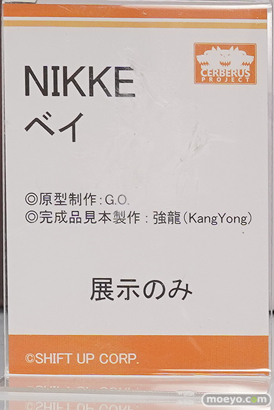 NIKKE
ベイ
CERBERUS
PROJECT
◎原型制作：G.O.
◎完成品見本製作：強龍（KangYong）
展示のみ
©SHIFT UP CORP.
moeyo.com